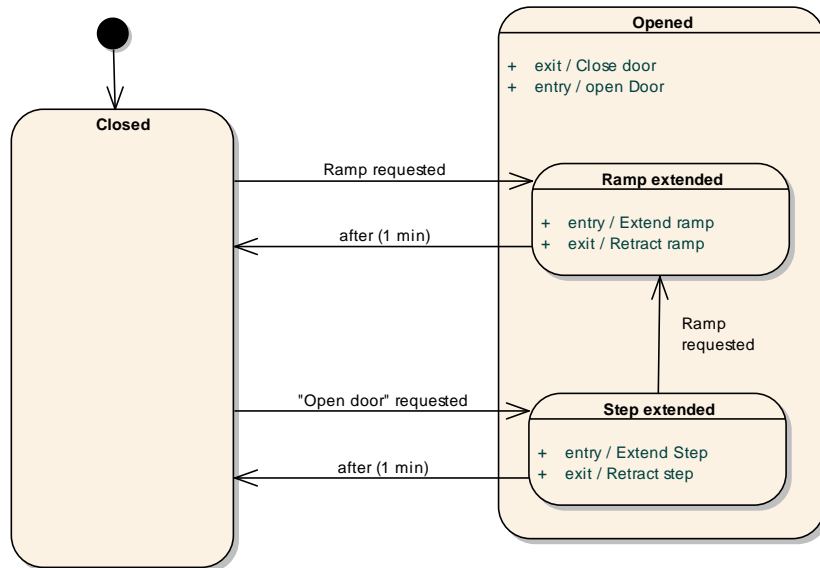 Opened
+ exit / Close door
+ entry / open Door
Closed
Ramp requested
Ramp extended
+ entry / Extend ramp
+ exit / Retract ramp
after (1 min)
Ramp
requested
"Open door" requested
Step extended
+ entry / Extend Step
+ exit / Retract step
after (1 min)